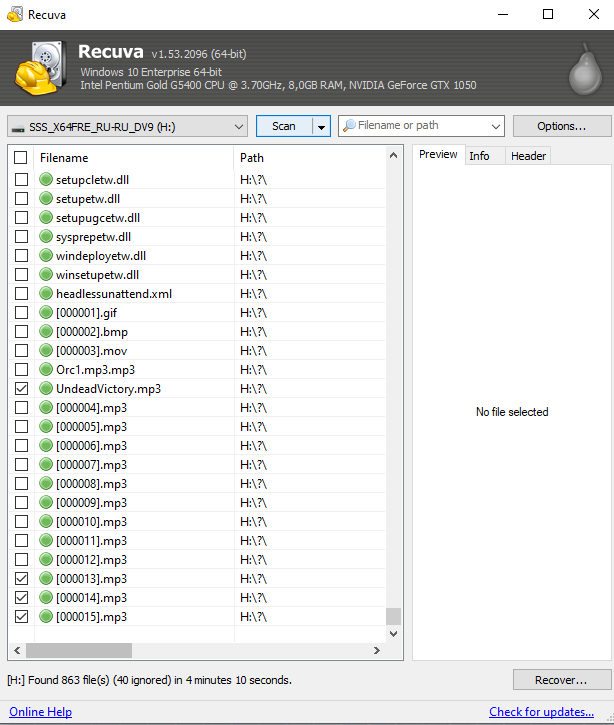 Recuva
Recuva v1.53.2096 (64-bit)
Windows 10 Enterprise 64-bit
Intel Pentium Gold G5400 CPU @ 3.70GHz, 8,0GB RAM, NVIDIA GeForce GTX 1050
SSS_X64FRE_RU-RU_DV9 (H:) Scan Filename or path Options...
Filename Path
setupcletw.dll H:\?\
setupetw.dll H:\?\
setupugcetw.dll H:\?\
sysprepetw.dll H:\?\
windeployetw.dll H:\?\
winsetupetw.dll H:\?\
headlessunattend.xml H:\?\
[000001].gif H:\?\
[000002].bmp H:\?\
[000003].mov H:\?\
Orc1.mp3.mp3 H:\?\
UndeadVictory.mp3 H:\?\
[000004].mp3 H:\?\
[000005].mp3 H:\?\
[000006].mp3 H:\?\
[000007].mp3 H:\?\
[000008].mp3 H:\?\
[000009].mp3 H:\?\
[000010].mp3 H:\?\
[000011].mp3 H:\?\
[000012].mp3 H:\?\
[000013].mp3 H:\?\
[000014].mp3 H:\?\
[000015].mp3 H:\?\
Preview Info Header
No file selected
[H:] Found 863 file(s) (40 ignored) in 4 minutes 10 seconds.
Recover...
Online Help
Check for updates...